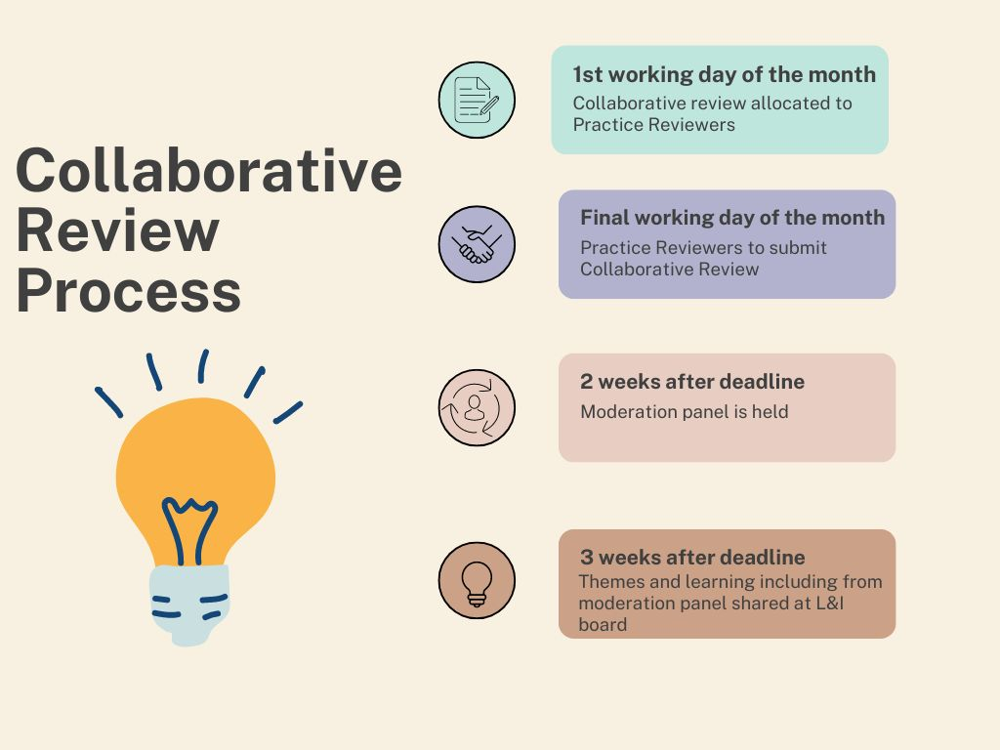 Collaborative
Review
Process
1st working day of the month
Collaborative review allocated to
Practice Reviewers
Final working day of the month
Practice Reviewers to submit
Collaborative Review
2 weeks after deadline
Moderation panel is held
3 weeks after deadline
Themes and learning including from
moderation panel shared at L&I
board